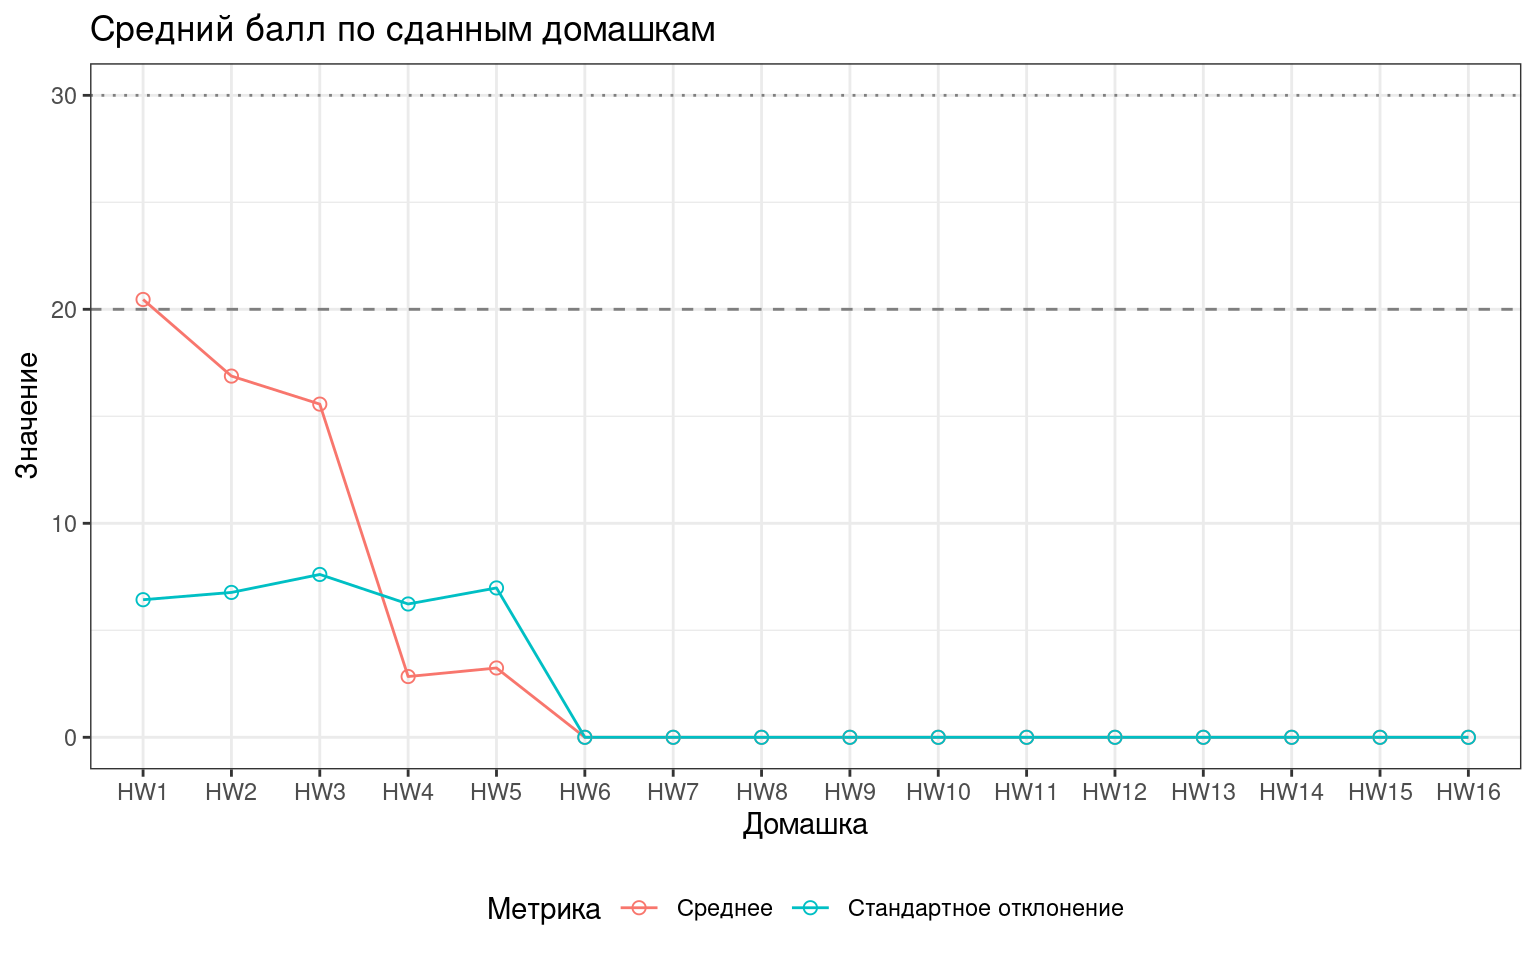 Средний балл по сданным домашкам
Значение
30
20
10
0
HW1 HW2 HW3 HW4 HW5 HW6 HW7 HW8 HW9 HW10 HW11 HW12 HW13 HW14 HW15 HW16
Домашка
Метрика Среднее Стандартное отклонение